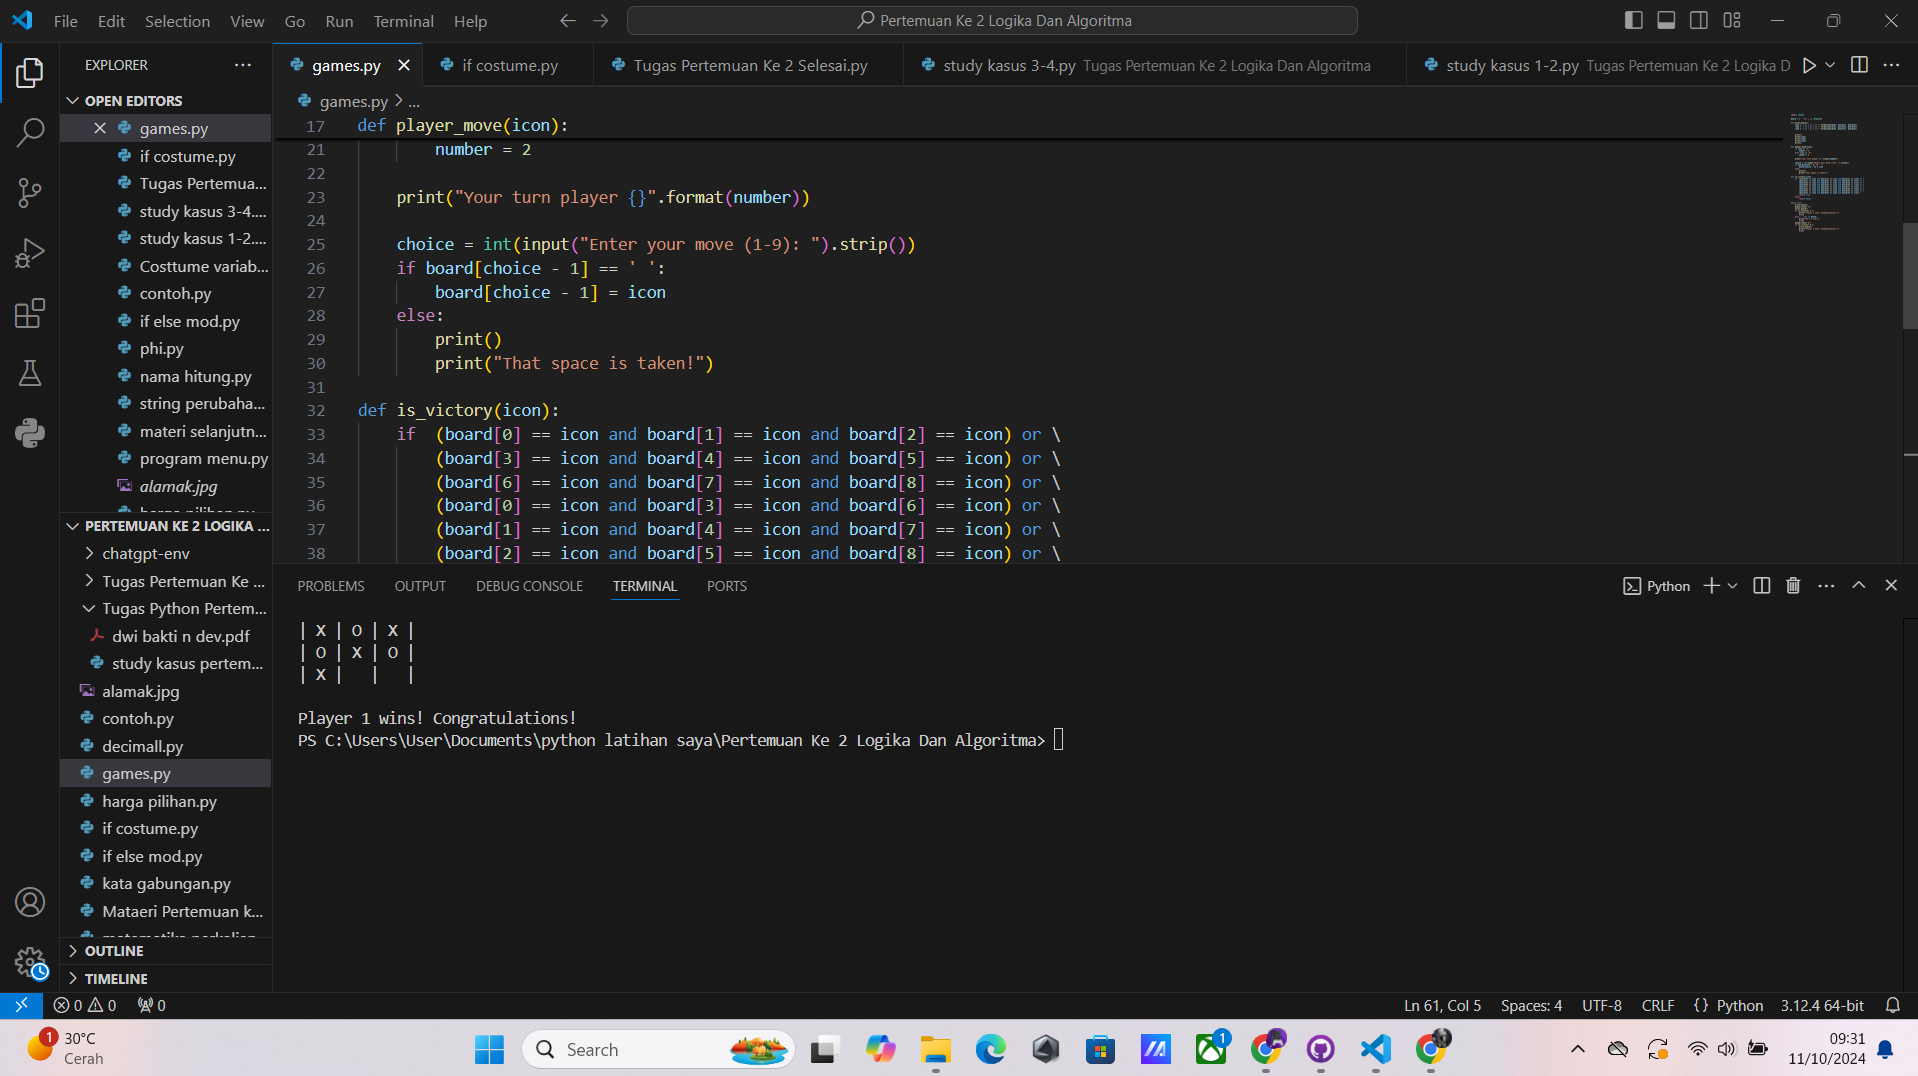 File Edit Selection View Go Run Terminal Help
Pertemuan Ke 2 Logika Dan Algoritma
EXPLORER
games.py
if costume.py
Tugas Pertemuan Ke 2 Selesai.py
study kasus 3-4.py Tugas Pertemuan Ke 2 Logika Dan Algoritma
study kasus 1-2.py Tugas Pertemuan Ke 2 Logika D
OPEN EDITORS
games.py
if costume.py
Tugas Pertemua...
study kasus 3-4....
study kasus 1-2....
Costtume variab...
contoh.py
if else mod.py
phi.py
nama hitung.py
string perubaha...
materi selanjutn...
program menu.py
alamak.jpg
PERTEMUAN KE 2 LOGIKA ...
chatgpt-env
Tugas Pertemuan Ke ...
Tugas Python Pertem...
dwi bakti n dev.pdf
study kasus pertem...
alamak.jpg
contoh.py
decimall.py
games.py
harga pilihan.py
if costume.py
if else mod.py
kata gabungan.py
Mataeri Pertemuan k...
OUTLINE
TIMELINE
games.py > ...
17 def player_move(icon):
21 number = 2
22
23 print("Your turn player {}".format(number))
24
25 choice = int(input("Enter your move (1-9): ").strip())
26 if board[choice - 1] == ' ':
27 board[choice - 1] = icon
28 else:
29 print()
30 print("That space is taken!")
31
32 def is_victory(icon):
33 if (board[0] == icon and board[1] == icon and board[2] == icon) or \
34 (board[3] == icon and board[4] == icon and board[5] == icon) or \
35 (board[6] == icon and board[7] == icon and board[8] == icon) or \
36 (board[0] == icon and board[3] == icon and board[6] == icon) or \
37 (board[1] == icon and board[4] == icon and board[7] == icon) or \
38 (board[2] == icon and board[5] == icon and board[8] == icon) or \
PROBLEMS OUTPUT DEBUG CONSOLE TERMINAL PORTS
Python
| X | O | X |
| O | X | O |
| X |   |   |
Player 1 wins! Congratulations!
PS C:\Users\User\Documents\python latihan saya\Pertemuan Ke 2 Logika Dan Algoritma>
0 0 0
Ln 61, Col 5 Spaces: 4 UTF-8 CRLF {} Python 3.12.4 64-bit
1
30°C
Cerah
Search
1
09:31
11/10/2024